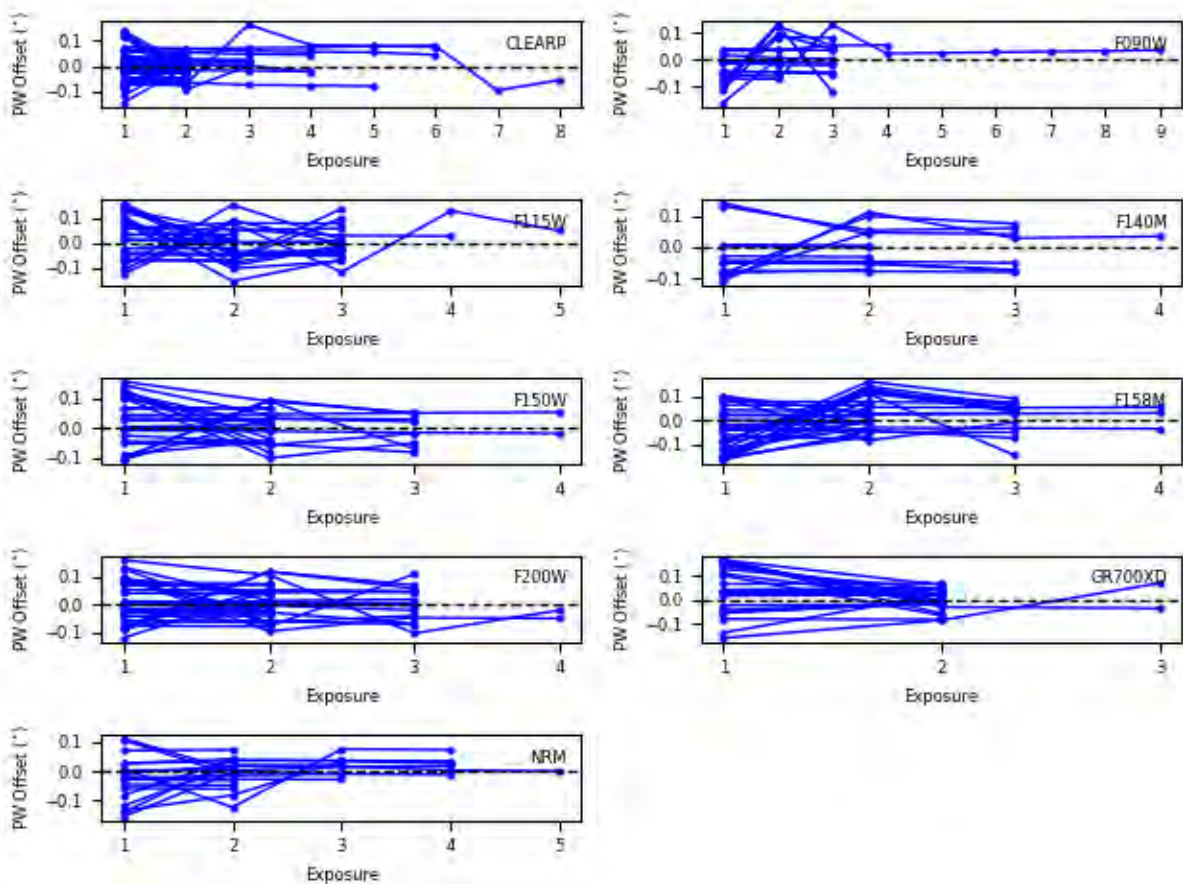 CLEARP
PW Offset (°)
0.1
0.0
−0.1
1 2 3 4 5 6 7 8
Exposure
F090W
PW Offset (°)
0.1
0.0
−0.1
1 2 3 4 5 6 7 8 9
Exposure
F115W
PW Offset (°)
0.1
0.0
−0.1
1 2 3 4 5
Exposure
F140M
PW Offset (°)
0.1
0.0
−0.1
1 2 3 4
Exposure
F150W
PW Offset (°)
0.1
0.0
−0.1
1 2 3 4
Exposure
F158M
PW Offset (°)
0.1
0.0
−0.1
1 2 3 4
Exposure
F200W
PW Offset (°)
0.1
0.0
−0.1
1 2 3 4
Exposure
GR700XD
PW Offset (°)
0.1
0.0
−0.1
1 2 3
Exposure
NRM
PW Offset (°)
0.1
0.0
−0.1
1 2 3 4 5
Exposure